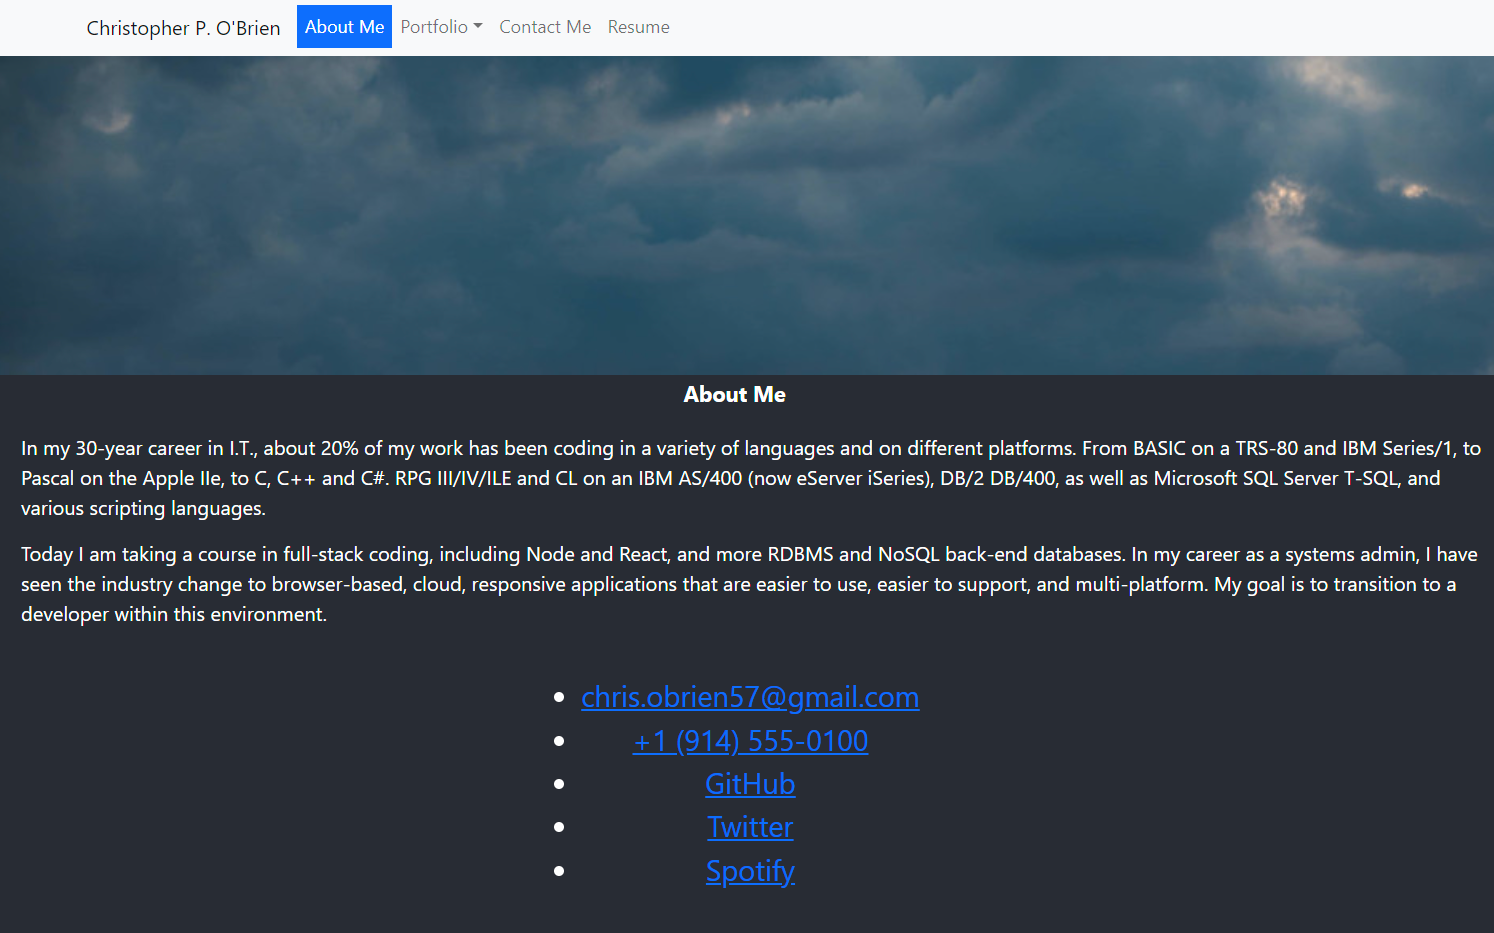 Christopher P. O'Brien About Me Portfolio Contact Me Resume
About Me
In my 30-year career in I.T., about 20% of my work has been coding in a variety of languages and on different platforms. From BASIC on a TRS-80 and IBM Series/1, to
Pascal on the Apple IIe, to C, C++ and C#. RPG III/IV/ILE and CL on an IBM AS/400 (now eServer iSeries), DB/2 DB/400, as well as Microsoft SQL Server T-SQL, and
various scripting languages.
Today I am taking a course in full-stack coding, including Node and React, and more RDBMS and NoSQL back-end databases. In my career as a systems admin, I have
seen the industry change to browser-based, cloud, responsive applications that are easier to use, easier to support, and multi-platform. My goal is to transition to a
developer within this environment.
• chris.obrien57@gmail.com
• +1 (914) 555-0100
• GitHub
• Twitter
• Spotify